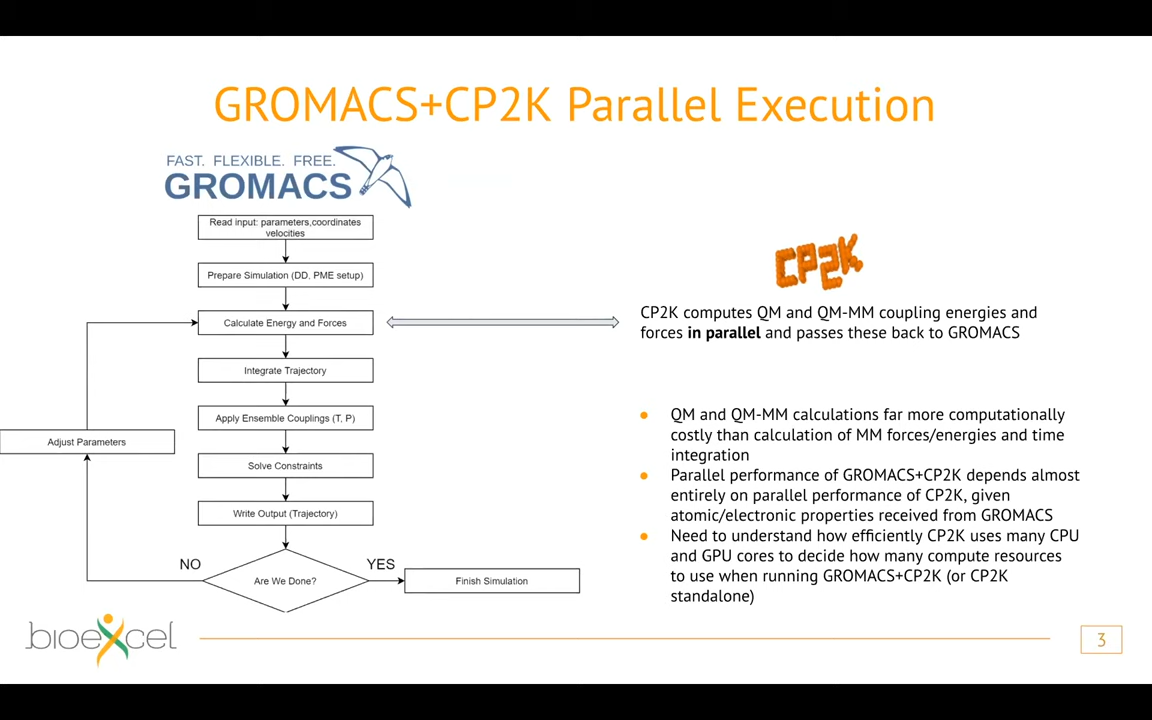 GROMACS+CP2K Parallel Execution
FAST. FLEXIBLE. FREE.
GROMACS
Read input: parameters,coordinates
velocities
Prepare Simulation (DD, PME setup)
Calculate Energy and Forces
Integrate Trajectory
Apply Ensemble Couplings (T, P)
Adjust Parameters
Solve Constraints
Write Output (Trajectory)
NO
YES
Are We Done?
Finish Simulation
CP2K
CP2K computes QM and QM-MM coupling energies and
forces in parallel and passes these back to GROMACS
● QM and QM-MM calculations far more computationally
costly than calculation of MM forces/energies and time
integration
● Parallel performance of GROMACS+CP2K depends almost
entirely on parallel performance of CP2K, given
atomic/electronic properties received from GROMACS
● Need to understand how efficiently CP2K uses many CPU
and GPU cores to decide how many compute resources
to use when running GROMACS+CP2K (or CP2K
standalone)
bioexcel
3